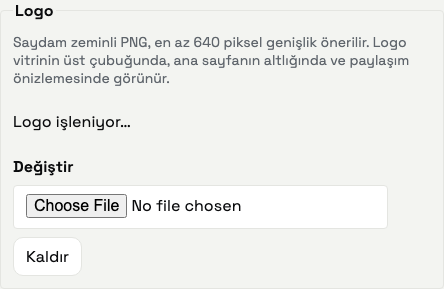 Logo
Saydam zeminli PNG, en az 640 piksel genişlik önerilir. Logo
vitrinin üst çubuğunda, ana sayfanın altlığında ve paylaşım
önizlemesinde görünür.
Logo işleniyor…
Değiştir
Choose File No file chosen
Kaldır